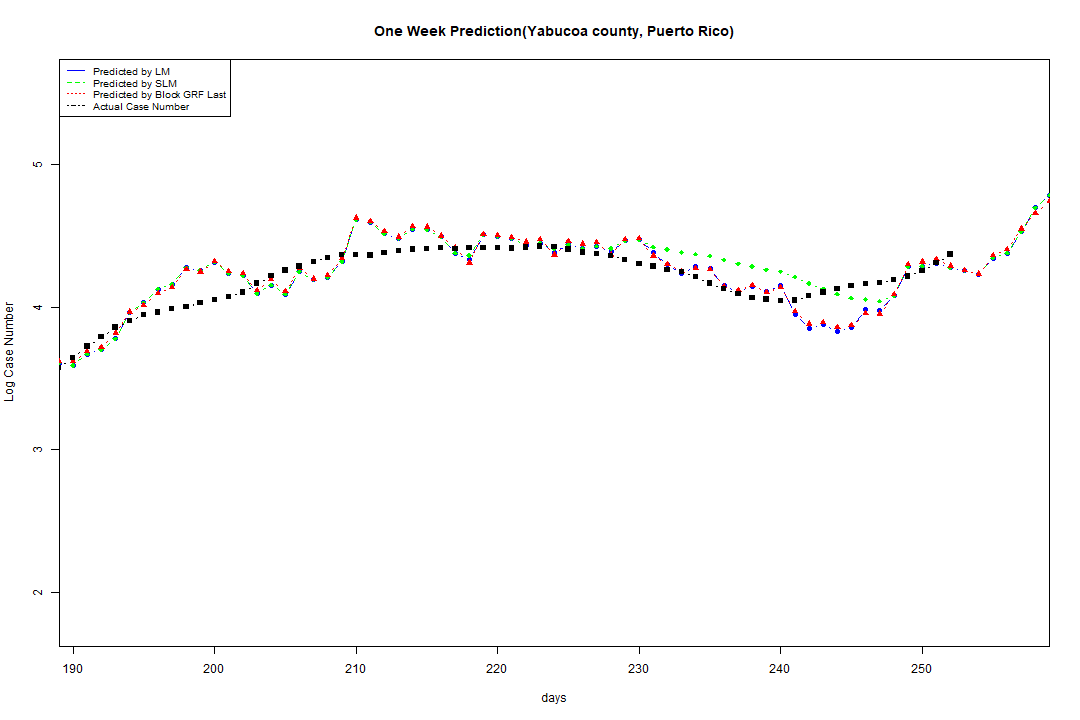 One Week Prediction(Yabucoa county, Puerto Rico)
Predicted by LM
Predicted by SLM
Predicted by Block GRF Last
Actual Case Number
5
4
3
2
Log Case Number
190 200 210 220 230 240 250
days